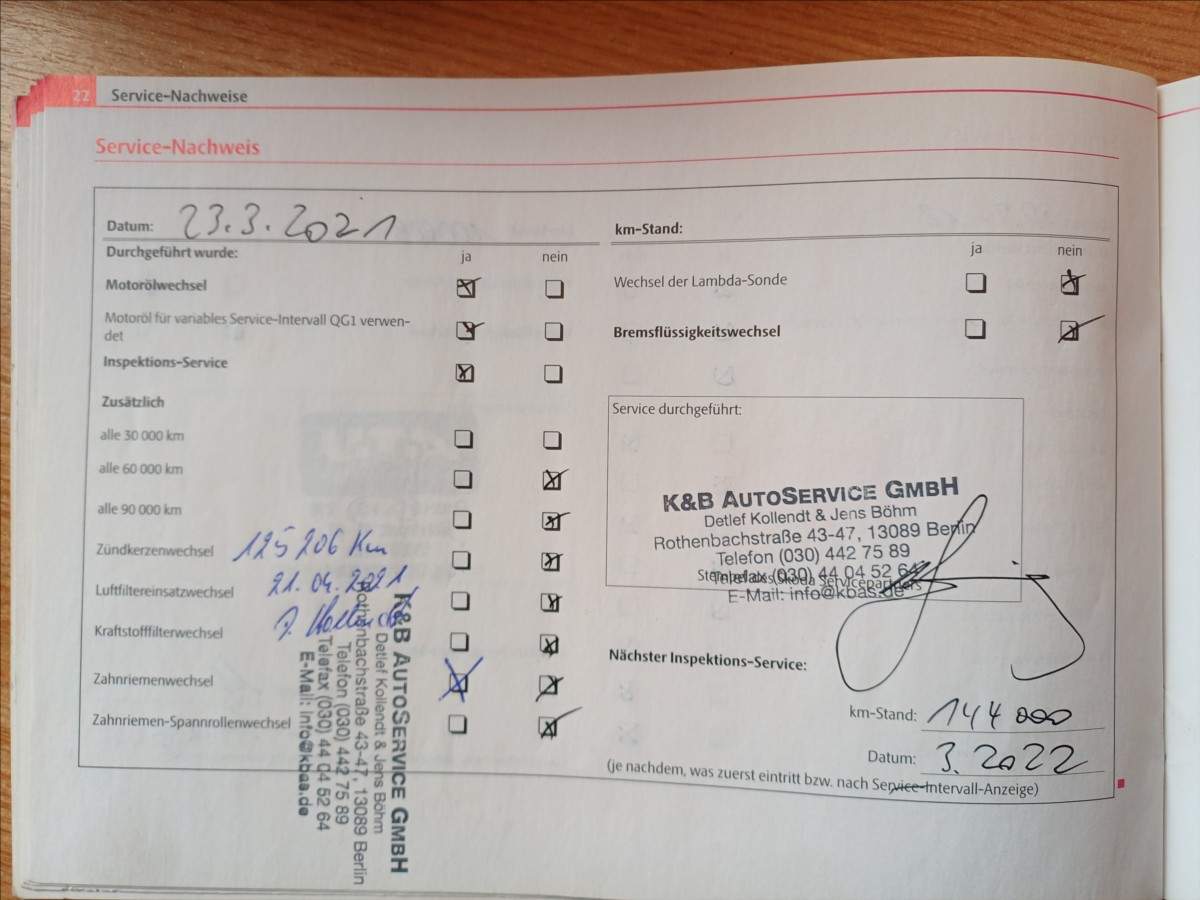 22 Service-Nachweise
Service-Nachweis
Datum: 23.3.2021
Durchgeführt wurde: ja nein
Motorölwechsel
Motoröl für variables Service-Intervall QG1 verwen-
det
Inspektions-Service
Zusätzlich
alle 30 000 km
alle 60 000 km
alle 90 000 km
Zündkerzenwechsel 125 206 Km
Luftfiltereinsatzwechsel 21.04.2021
Kraftstofffilterwechsel
Zahnriemenwechsel
Zahnriemen-Spannrollenwechsel
K&B AUTOSERVICE GMBH
Detlef Kollendt & Jens Böhm
Rothenbachstraße 43-47, 13089 Berlin
Telefon (030) 442 75 89
Telefax (030) 44 04 52 64
E-Mail: info@kbas.de
km-Stand:
ja nein
Wechsel der Lambda-Sonde
Bremsflüssigkeitswechsel
Service durchgeführt:
K&B AUTOSERVICE GMBH
Detlef Kollendt & Jens Böhm
Rothenbachstraße 43-47, 13089 Berlin
Telefon (030) 442 75 89
Telefax (030) 44 04 52 64
Stempel des Škoda Servicepartners
E-Mail: info@kbas.de
Nächster Inspektions-Service:
km-Stand: 144 000
Datum: 3.2022
(je nachdem, was zuerst eintritt bzw. nach Service-Intervall-Anzeige)